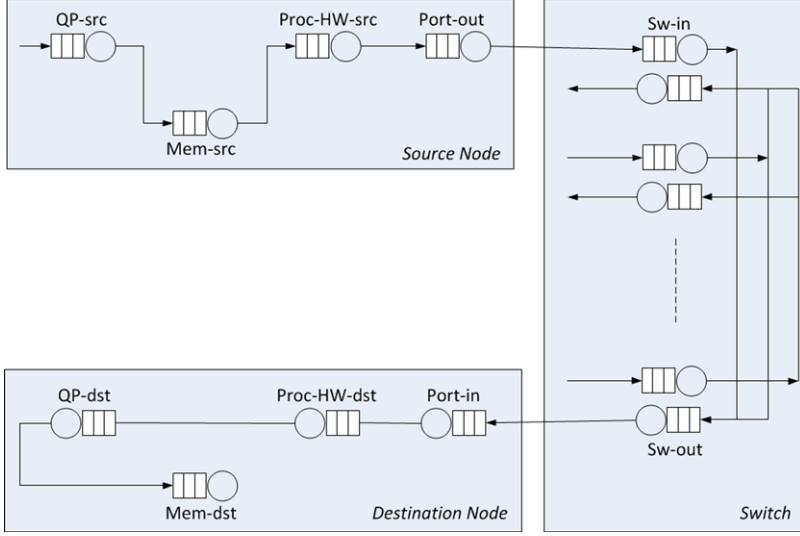 QP-src
Proc-HW-src
Port-out
Sw-in
Mem-src
Source Node
QP-dst
Proc-HW-dst
Port-in
Sw-out
Mem-dst
Destination Node
Switch